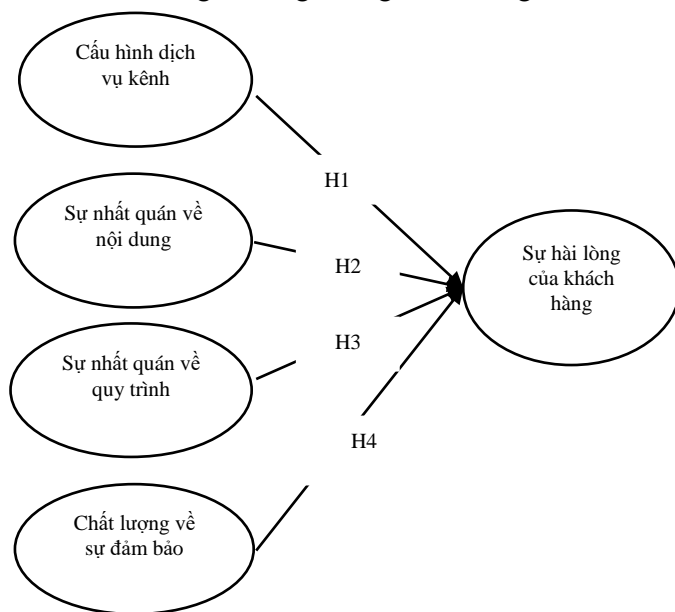 Cấu hình dịch
vụ kênh
H1
Sự nhất quán về
nội dung
H2
Sự hài lòng
của khách
hàng
H3
Sự nhất quán về
quy trình
H4
Chất lượng về
sự đảm bảo